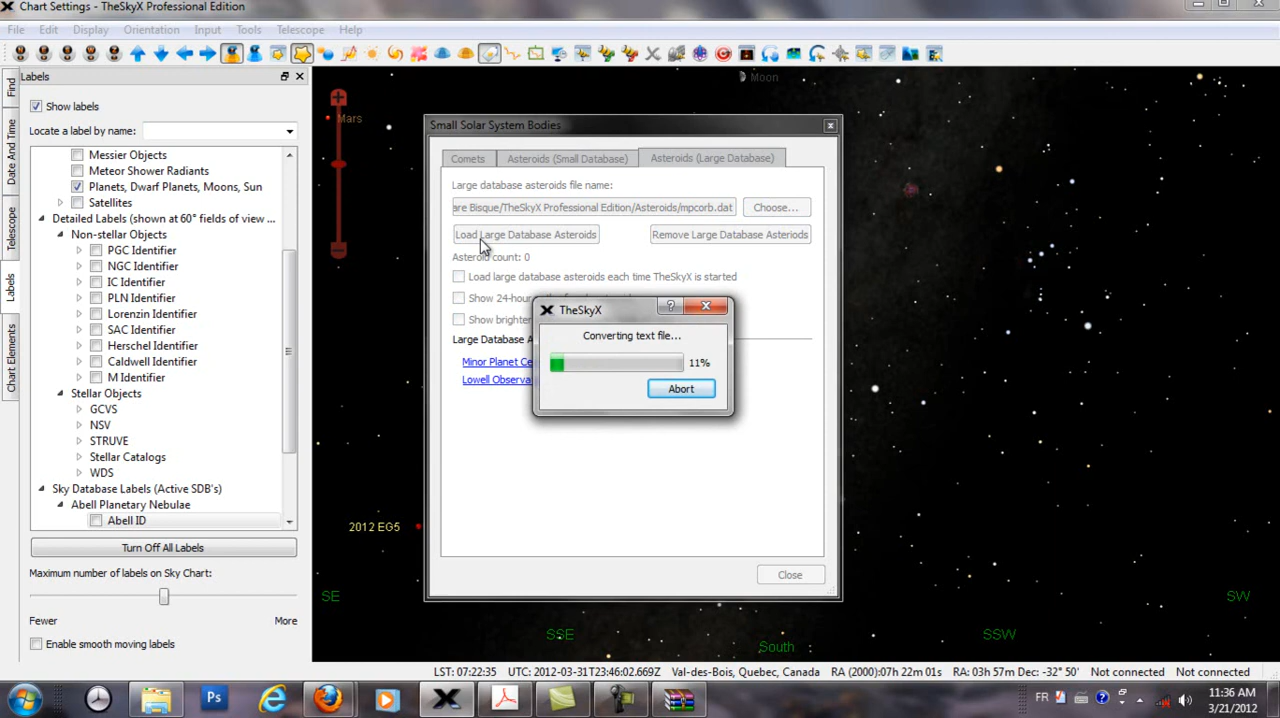 Chart Settings - TheSkyX Professional Edition
File Edit Display Orientation Input Tools Telescope Help
Labels
Find
Date And Time
Telescope
Labels
Chart Elements
Show labels
Locate a label by name:
Messier Objects
Meteor Shower Radiants
Planets, Dwarf Planets, Moons, Sun
Satellites
Detailed Labels (shown at 60° fields of view ...
Non-stellar Objects
PGC Identifier
NGC Identifier
IC Identifier
PLN Identifier
Lorenzin Identifier
SAC Identifier
Herschel Identifier
Caldwell Identifier
M Identifier
Stellar Objects
GCVS
NSV
STRUVE
Stellar Catalogs
WDS
Sky Database Labels (Active SDB's)
Abell Planetary Nebulae
Abell ID
Turn Off All Labels
Maximum number of labels on Sky Chart:
Fewer More
Enable smooth moving labels
Moon
Mars
2012 EG5
SE
SSE
South
SSW
SW
Small Solar System Bodies
Comets Asteroids (Small Database) Asteroids (Large Database)
Large database asteroids file name:
are Bisque/TheSkyX Professional Edition/Asteroids/mpcorb.dat Choose...
Load Large Database Asteroids Remove Large Database Asteriods
Asteroid count: 0
Load large database asteroids each time TheSkyX is started
Show 24-hour
Show brighter
Large Database A
Minor Planet Ce
Lowell Observa
Close
TheSkyX
Converting text file...
11%
Abort
LST: 07:22:35 UTC: 2012-03-31T23:46:02.669Z Val-des-Bois, Quebec, Canada RA (2000):07h 22m 01s RA: 03h 57m Dec: -32° 50' Not connected Not connected
Ps
FR
11:36 AM
3/21/2012